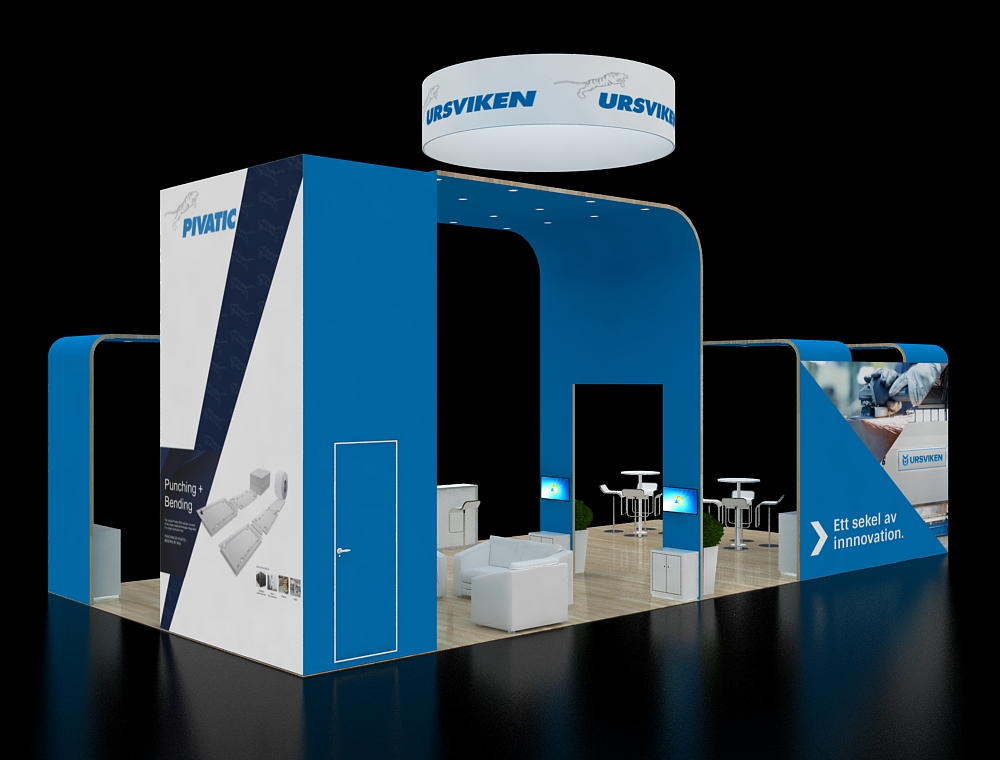 URSVIKEN
URSVIKEN
PIVATIC
Punching +
Bending
URSVIKEN
Ett sekel av
innnovation.